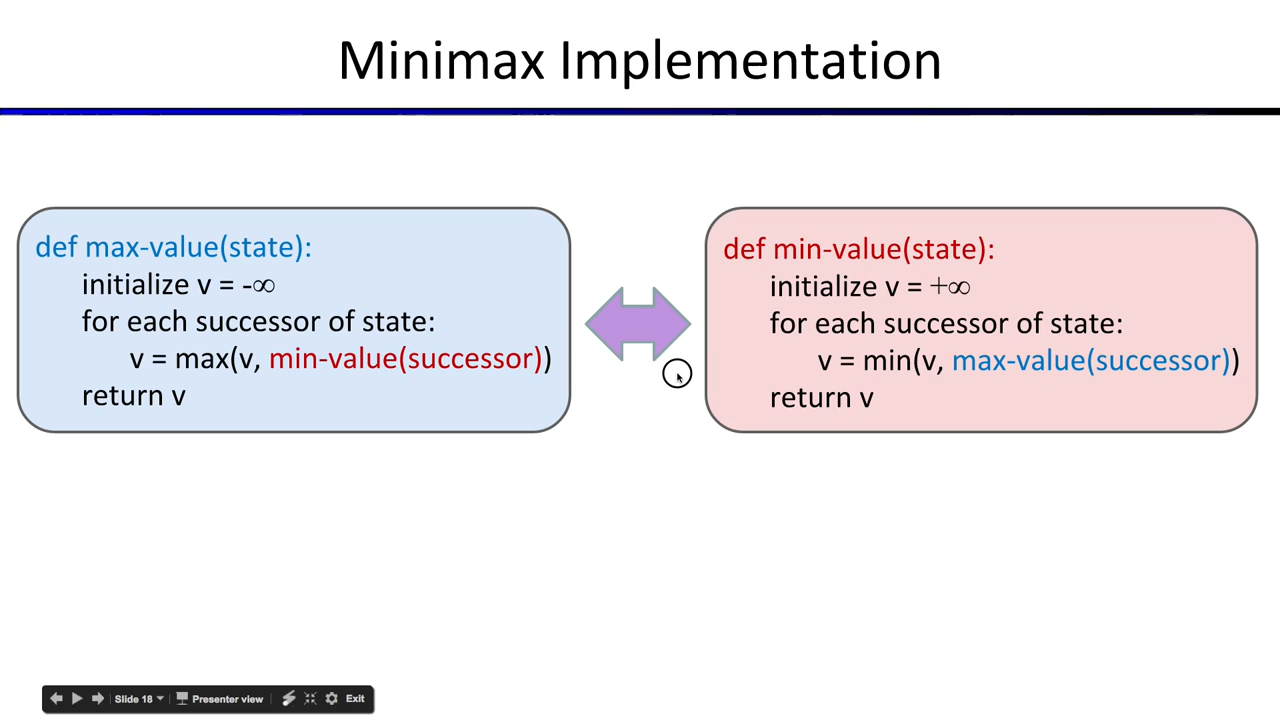 Minimax Implementation
def max-value(state):
initialize v = -∞
for each successor of state:
v = max(v, min-value(successor))
return v
def min-value(state):
initialize v = +∞
for each successor of state:
v = min(v, max-value(successor))
return v
Slide 18 Presenter view Exit